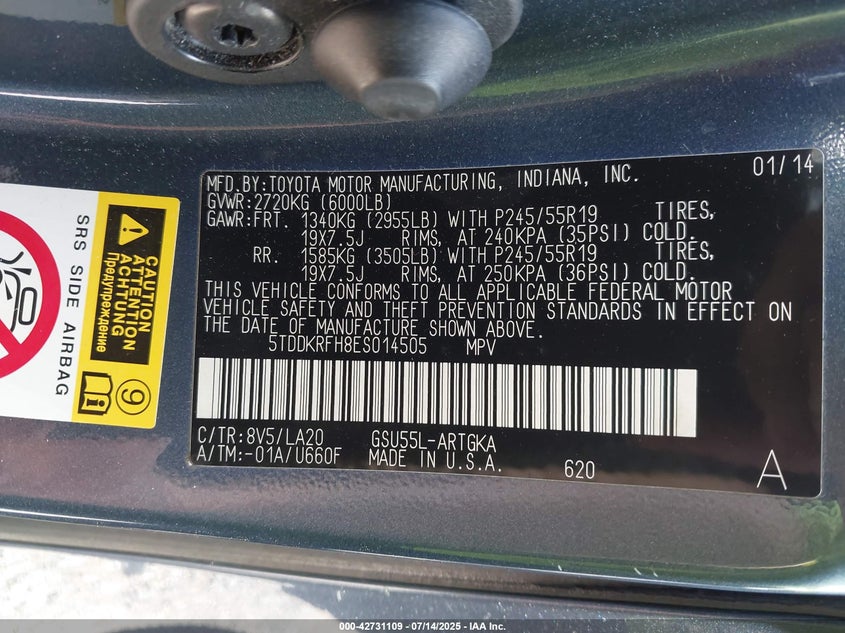 MFD.BY:TOYOTA MOTOR MANUFACTURING, INDIANA, INC. 01/14
GVWR:2720KG (6000LB)
GAWR:FRT. 1340KG (2955LB) WITH P245/55R19 TIRES,
19X7.5J RIMS, AT 240KPA (35PSI) COLD.
RR. 1585KG (3505LB) WITH P245/55R19 TIRES,
19X7.5J RIMS, AT 250KPA (36PSI) COLD.
THIS VEHICLE CONFORMS TO ALL APPLICABLE FEDERAL MOTOR
VEHICLE SAFETY AND THEFT PREVENTION STANDARDS IN EFFECT ON
THE DATE OF MANUFACTURE SHOWN ABOVE.
5TDDKRFH8ES014505 MPV
C/TR:8V5/LA20 GSU55L-ARTGKA
A/TM:-01A/U660F MADE IN U.S.A. 620 A
SRS SIDE AIRBAG
CAUTION
ATTENTION
ACHTUNG
Предупреждение
9
i
000-42731109 - 07/14/2025 - IAA Inc.